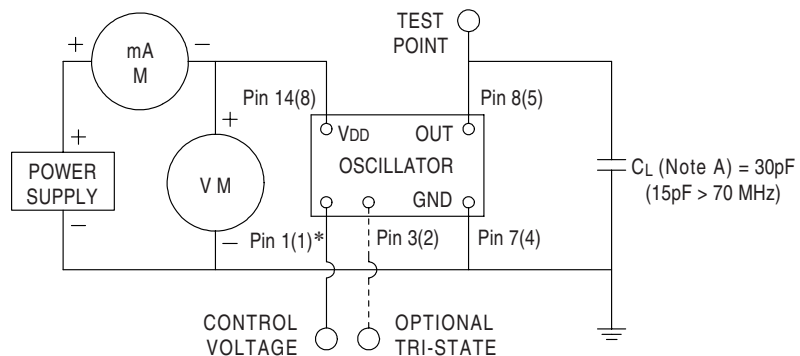 TEST
POINT
+
mA
M
−
Pin 14(8)
Pin 8(5)
+
+
VDD
OUT
OSCILLATOR
POWER
SUPPLY
V M
CL (Note A) = 30pF
(15pF > 70 MHz)
GND
−
−
Pin 1(1)*
Pin 3(2)
Pin 7(4)
CONTROL
VOLTAGE
OPTIONAL
TRI-STATE